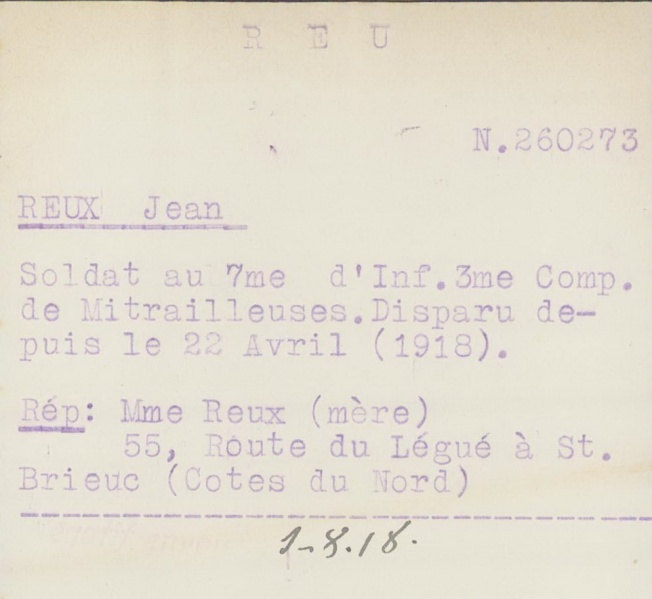 R E U
N.260273
REUX Jean
Soldat au 7me d'Inf.3me Comp.
de Mitrailleuses.Disparu de-
puis le 22 Avril (1918).
Rép: Mme Reux (mère)
55, Route du Légué à St.
Brieuc (Cotes du Nord)
1-8.18.